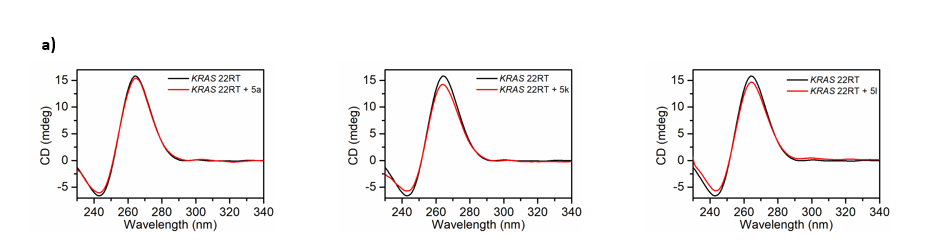 a)
15
10
5
0
-5
CD (mdeg)
240 260 280 300 320 340
Wavelength (nm)
KRAS 22RT
KRAS 22RT + 5a
15
10
5
0
-5
CD (mdeg)
240 260 280 300 320 340
Wavelength (nm)
KRAS 22RT
KRAS 22RT + 5k
15
10
5
0
-5
CD (mdeg)
240 260 280 300 320 340
Wavelength (nm)
KRAS 22RT
KRAS 22RT + 5l